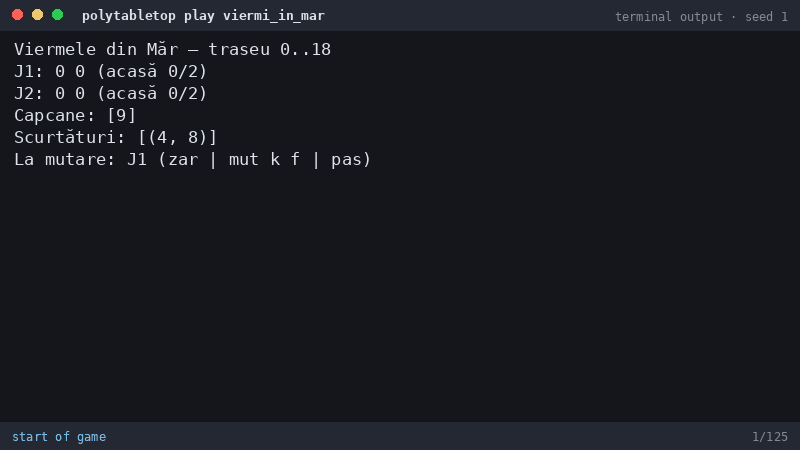 polytabletop play viermi_in_mar
terminal output · seed 1
Viermele din Măr — traseu 0..18
J1: 0 0 (acasă 0/2)
J2: 0 0 (acasă 0/2)
Capcane: [9]
Scurtături: [(4, 8)]
La mutare: J1 (zar | mut k f | pas)
start of game
1/125